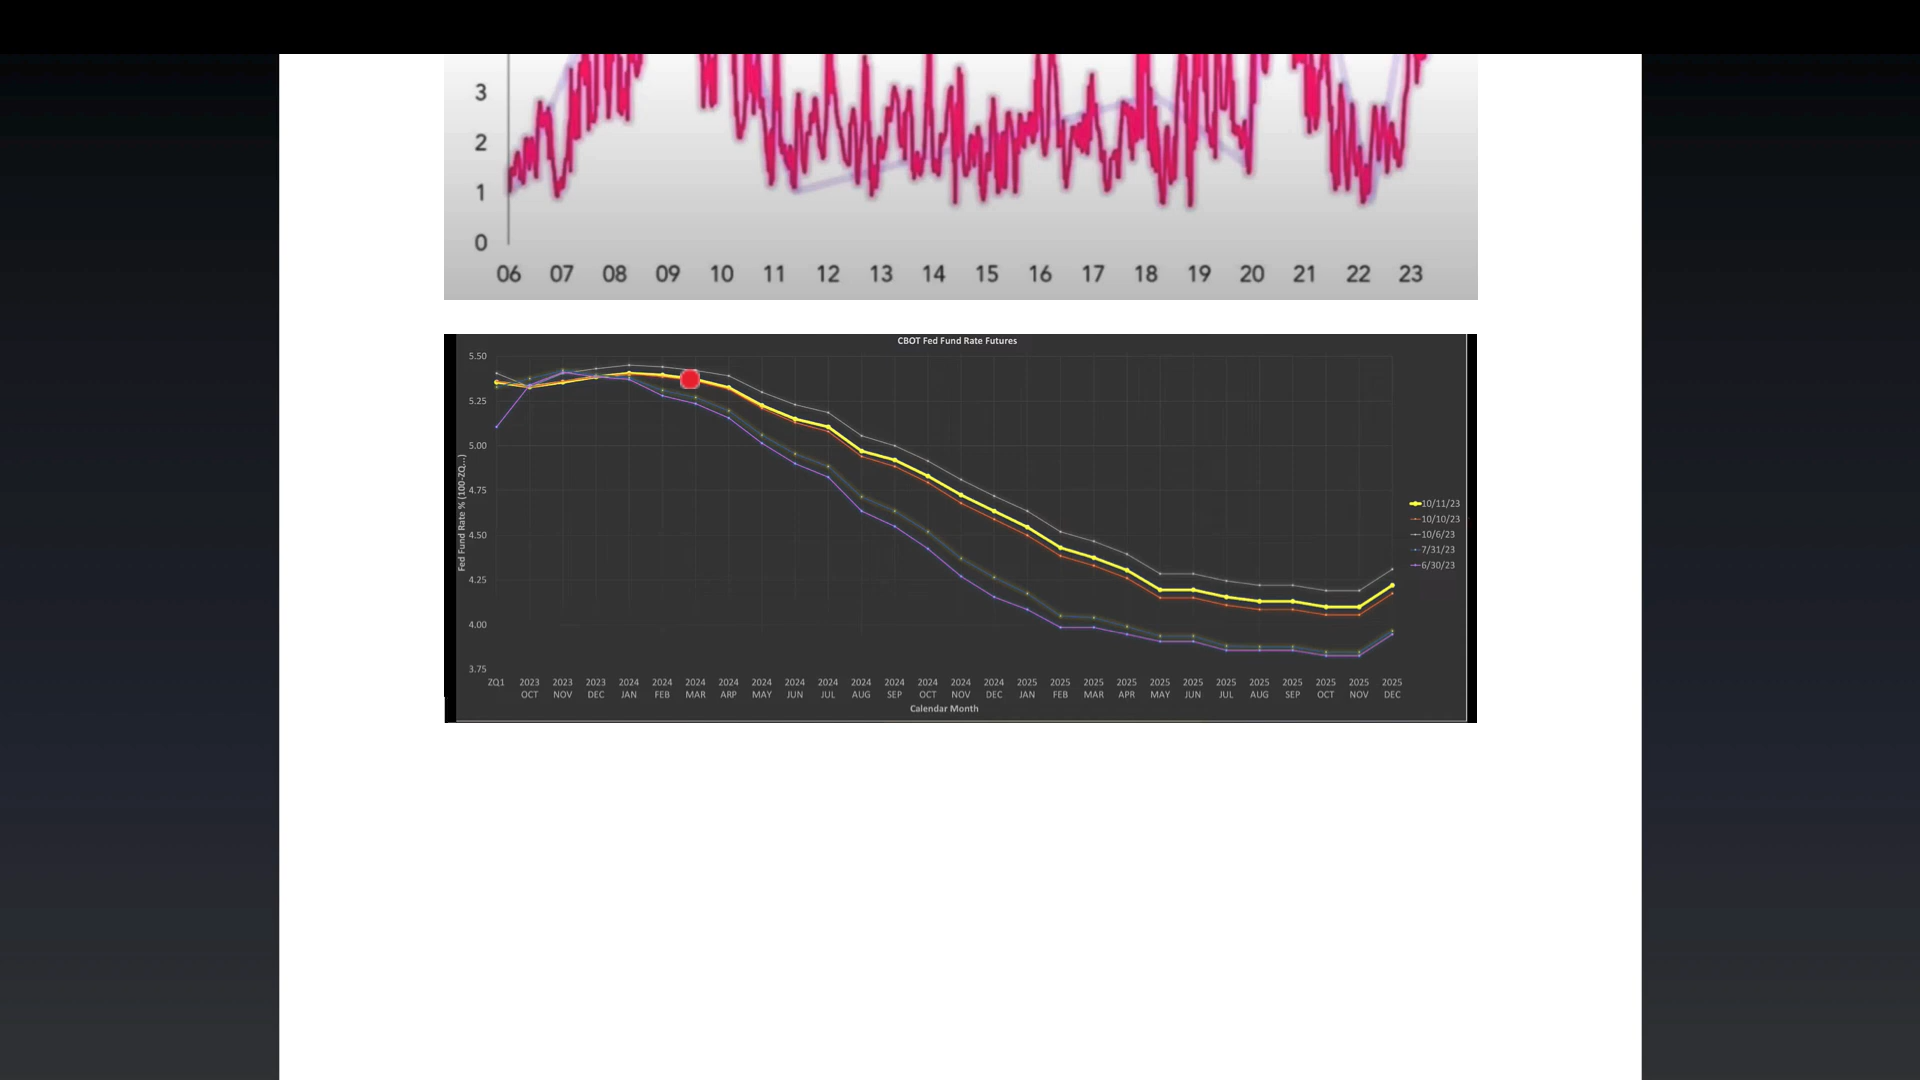 3
2
1
0
06 07 08 09 10 11 12 13 14 15 16 17 18 19 20 21 22 23
CBOT Fed Fund Rate Futures
5.50
5.25
5.00
4.75
4.50
4.25
4.00
3.75
Fed Fund Rate % (100-ZQ...)
10/11/23
10/10/23
10/6/23
7/31/23
6/30/23
ZQ1 2023 2023 2023 2024 2024 2024 2024 2024 2024 2024 2024 2024 2024 2024 2024 2025 2025 2025 2025 2025 2025 2025 2025 2025 2025 2025 2025
OCT NOV DEC JAN FEB MAR ARP MAY JUN JUL AUG SEP OCT NOV DEC JAN FEB MAR APR MAY JUN JUL AUG SEP OCT NOV DEC
Calendar Month